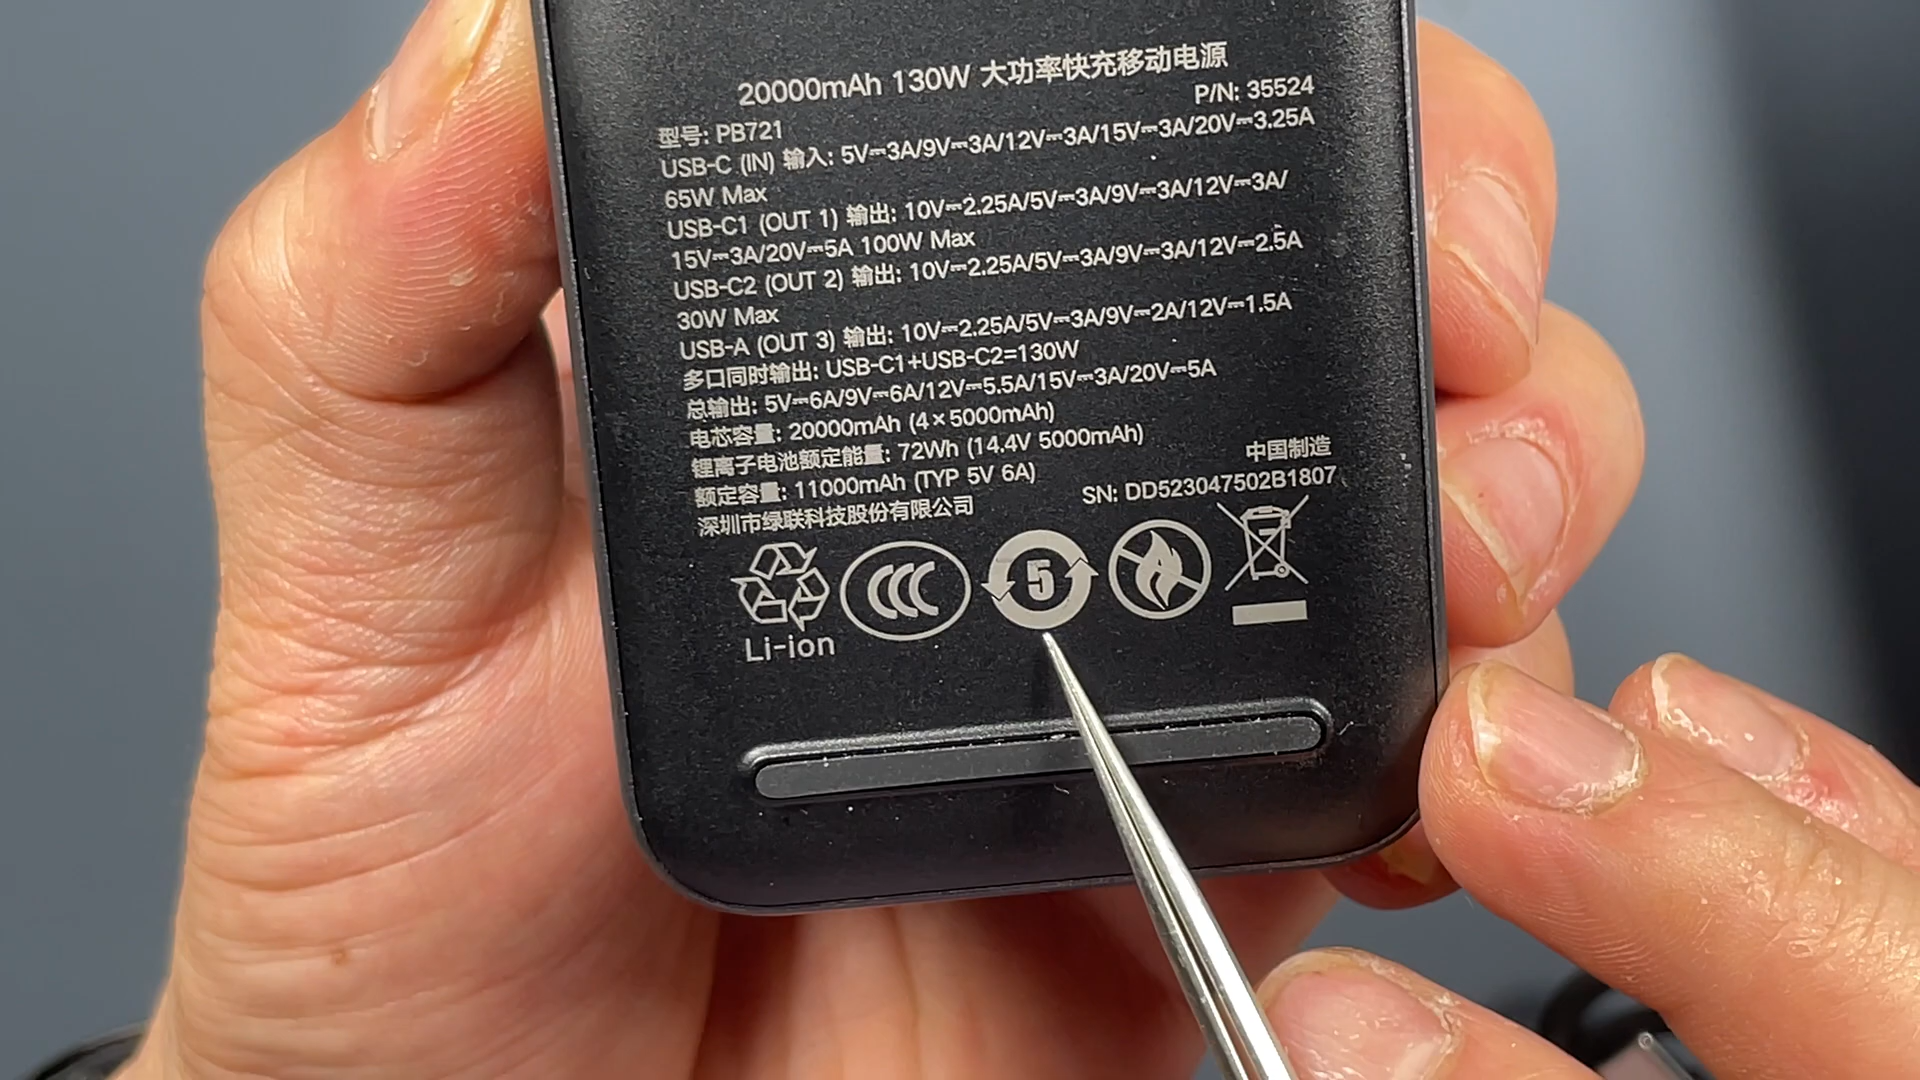 20000mAh 130W 大功率快充移动电源
P/N: 35524
型号: PB721
USB-C (IN) 输入: 5V⎓3A/9V⎓3A/12V⎓3A/15V⎓3A/20V⎓3.25A
65W Max
USB-C1 (OUT 1) 输出: 10V⎓2.25A/5V⎓3A/9V⎓3A/12V⎓3A/
15V⎓3A/20V⎓5A 100W Max
USB-C2 (OUT 2) 输出: 10V⎓2.25A/5V⎓3A/9V⎓3A/12V⎓2.5A
30W Max
USB-A (OUT 3) 输出: 10V⎓2.25A/5V⎓3A/9V⎓2A/12V⎓1.5A
多口同时输出: USB-C1+USB-C2=130W
总输出: 5V⎓6A/9V⎓6A/12V⎓5.5A/15V⎓3A/20V⎓5A
电芯容量: 20000mAh (4×5000mAh)
锂离子电池额定能量: 72Wh (14.4V 5000mAh)
额定容量: 11000mAh (TYP 5V 6A)
中国制造
深圳市绿联科技股份有限公司
SN: DD523047502B1807
CCC
5
Li-ion